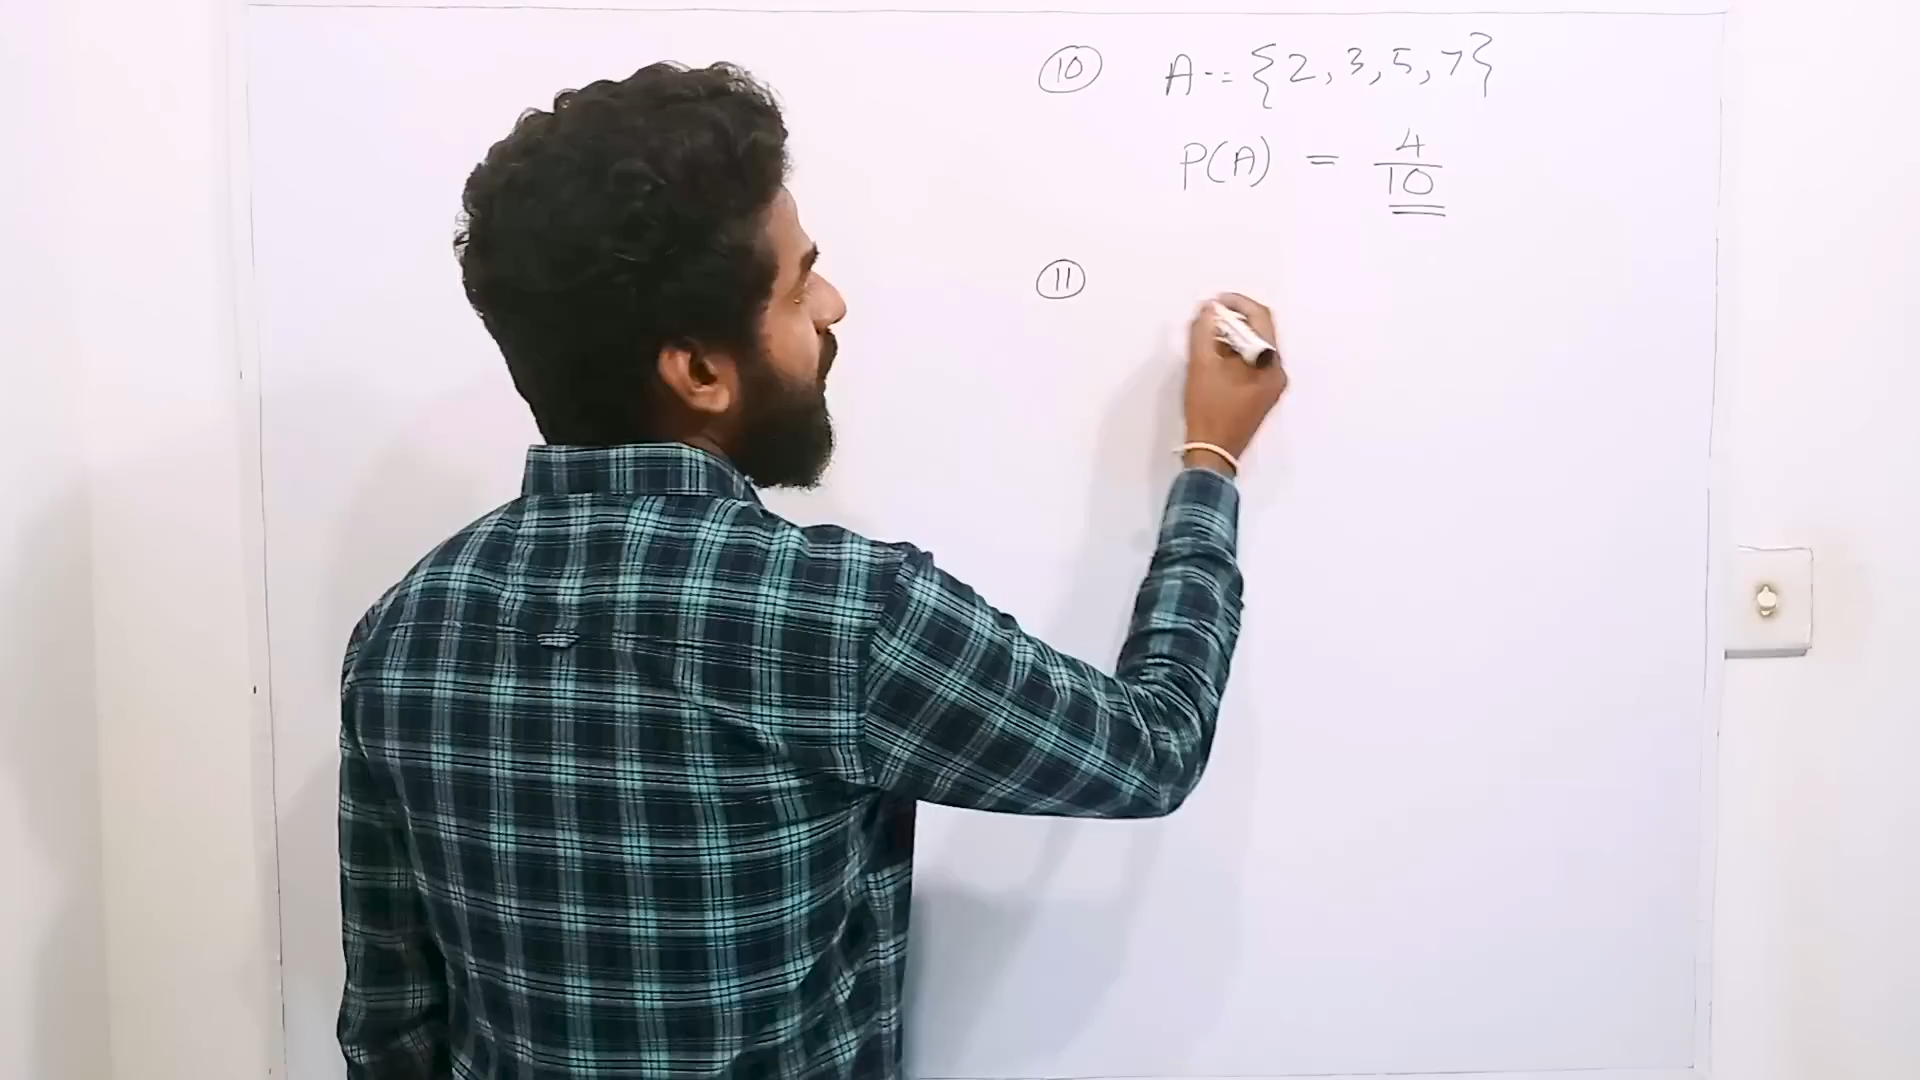 ⑩ A = {2, 3, 5, 7}
P(A) = 4/10
⑪